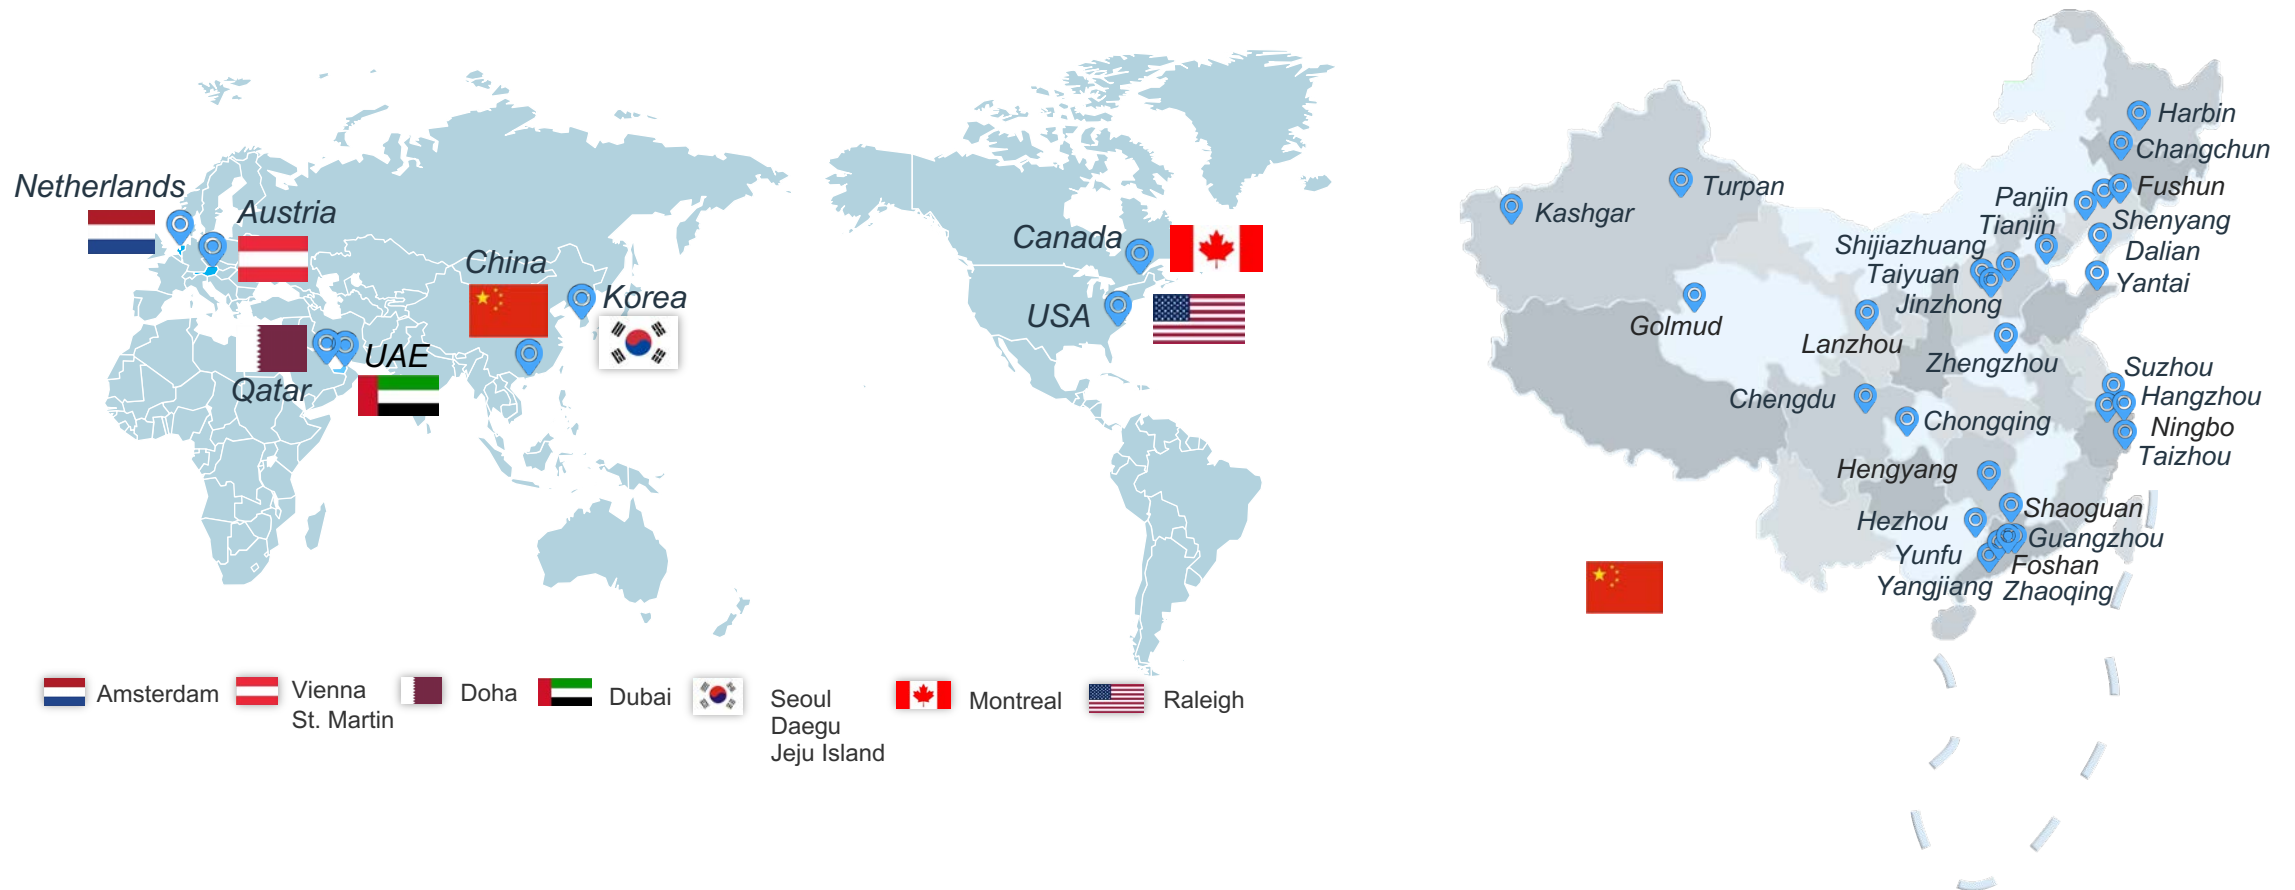 Netherlands
Austria
China
Korea
Qatar
UAE
Canada
USA
Amsterdam
Vienna
St. Martin
Doha
Dubai
Seoul
Daegu
Jeju Island
Montreal
Raleigh
Harbin
Changchun
Turpan
Fushun
Panjin
Kashgar
Shenyang
Tianjin
Shijiazhuang
Dalian
Taiyuan
Yantai
Jinzhong
Golmud
Lanzhou
Zhengzhou
Suzhou
Chengdu
Hangzhou
Chongqing
Ningbo
Taizhou
Hengyang
Shaoguan
Hezhou
Guangzhou
Yunfu
Foshan
Yangjiang
Zhaoqing